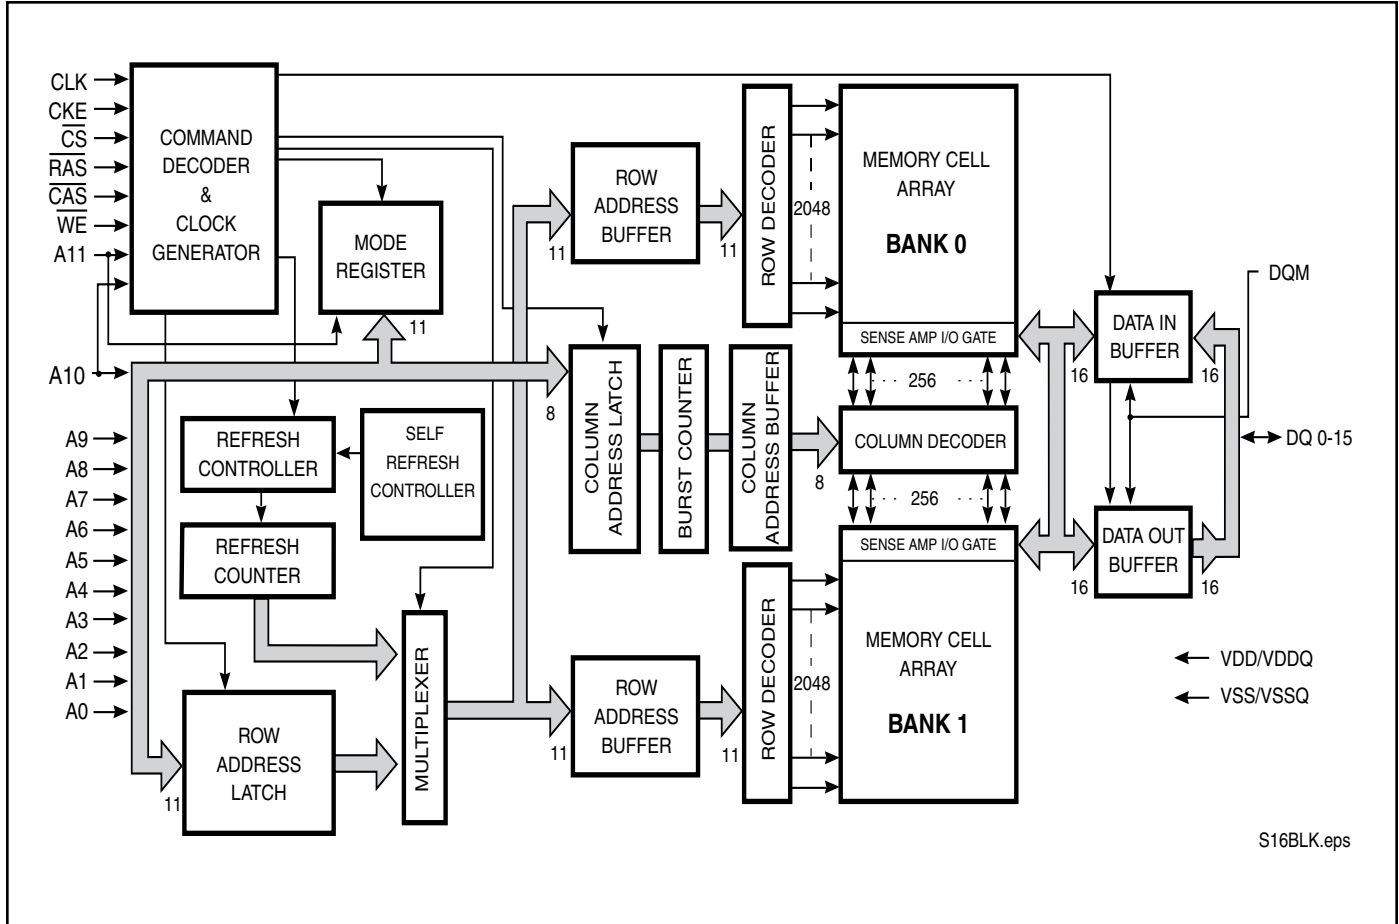 CLK
CKE
CS
RAS
CAS
WE
A11
A10
A9
A8
A7
A6
A5
A4
A3
A2
A1
A0
COMMAND
DECODER
&
CLOCK
GENERATOR
MODE
REGISTER
11
REFRESH
CONTROLLER
SELF
REFRESH
CONTROLLER
REFRESH
COUNTER
ROW
ADDRESS
LATCH
11
MULTIPLEXER
ROW
ADDRESS
BUFFER
11
11
ROW DECODER
2048
MEMORY CELL
ARRAY
BANK 0
SENSE AMP I/O GATE
256
8
COLUMN
ADDRESS LATCH
BURST COUNTER
COLUMN
ADDRESS BUFFER
8
COLUMN DECODER
256
SENSE AMP I/O GATE
MEMORY CELL
ARRAY
BANK 1
ROW
ADDRESS
BUFFER
11
11
ROW DECODER
2048
DQM
DATA IN
BUFFER
16
16
DQ 0-15
DATA OUT
BUFFER
16
16
VDD/VDDQ
VSS/VSSQ
S16BLK.eps